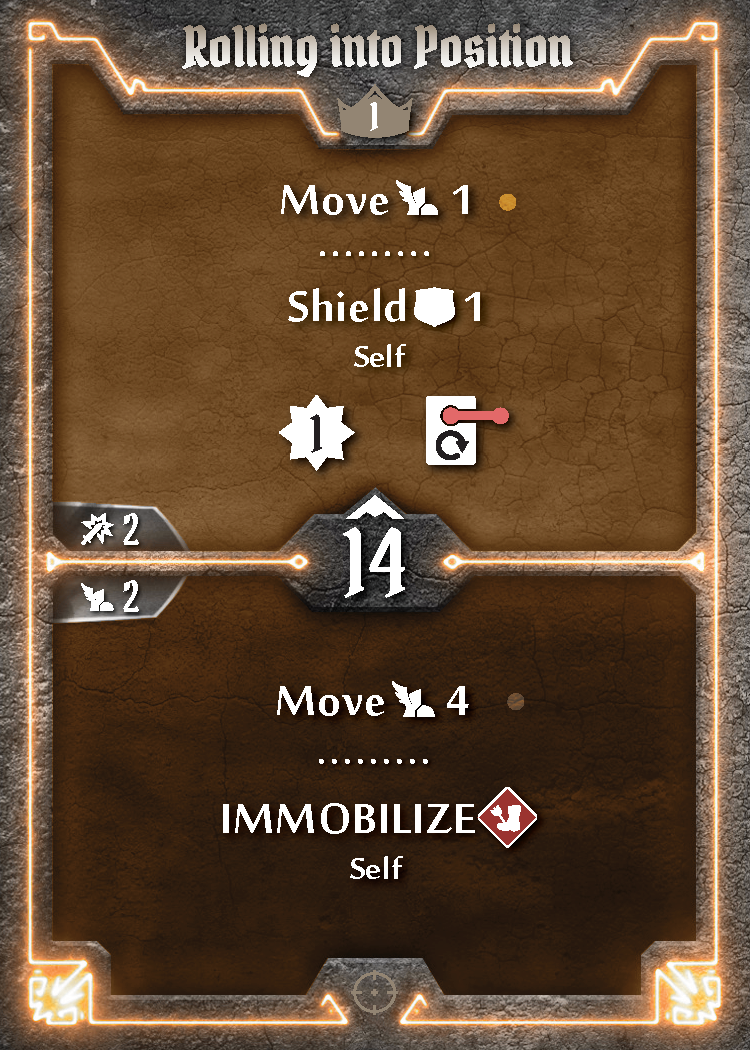 Rolling into Position
1
Move 1
Shield 1
Self
1
2
14
2
Move 4
IMMOBILIZE
Self